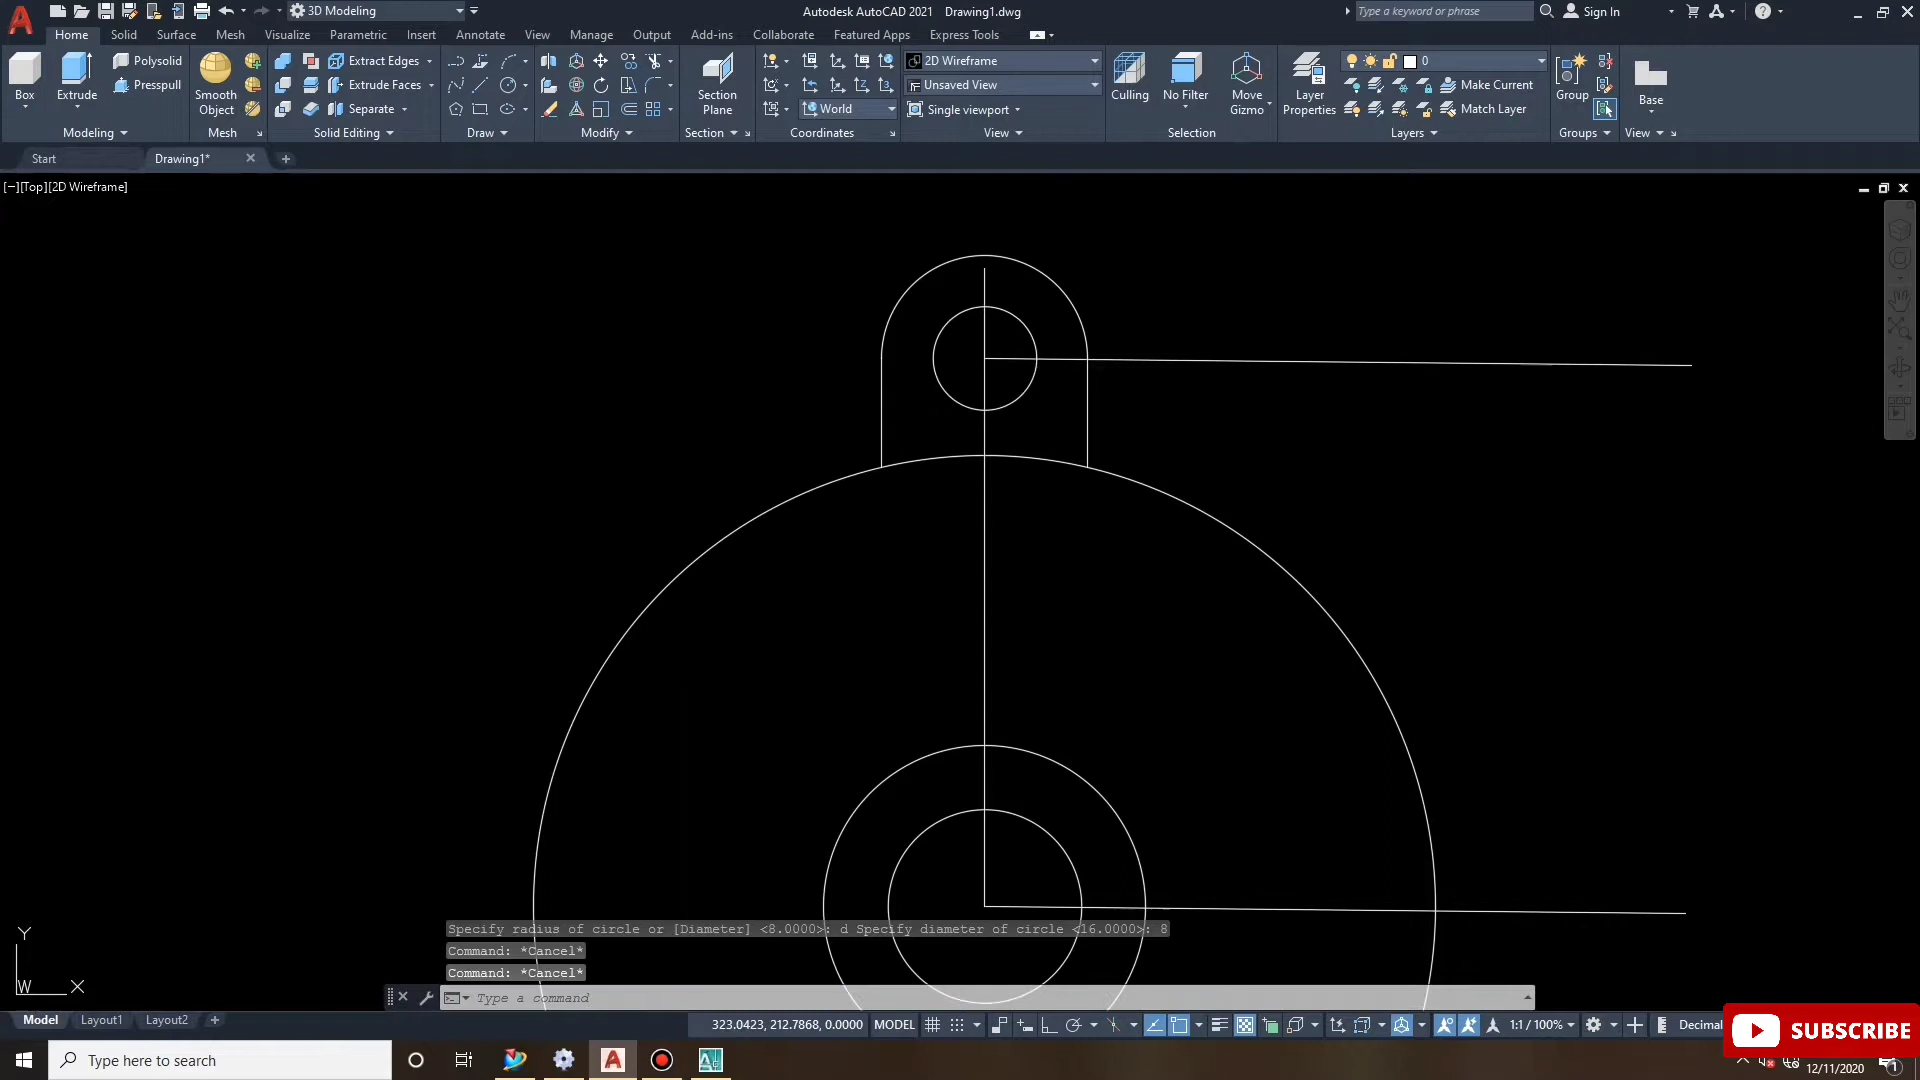 3D Modeling
Autodesk AutoCAD 2021 Drawing1.dwg
Type a keyword or phrase
Sign In
Home Solid Surface Mesh Visualize Parametric Insert Annotate View Manage Output Add-ins Collaborate Featured Apps Express Tools
Box
Extrude
Polysolid
Presspull
Modeling
Smooth
Object
Mesh
Extract Edges
Extrude Faces
Separate
Solid Editing
Draw
Modify
Section
Plane
Section
World
Coordinates
2D Wireframe
Unsaved View
Single viewport
View
Culling
No Filter
Move
Gizmo
Selection
Layer
Properties
0
Make Current
Match Layer
Layers
Group
Groups
Base
View
Start
Drawing1*
[−][Top][2D Wireframe]
Y
W
X
Specify radius of circle or [Diameter] <8.0000>: d Specify diameter of circle <16.0000>: 8
Command: *Cancel*
Command: *Cancel*
Type a command
Model Layout1 Layout2
323.0423, 212.7868, 0.0000 MODEL
1:1 / 100%
Decimal
SUBSCRIBE
Type here to search
12/11/2020
1